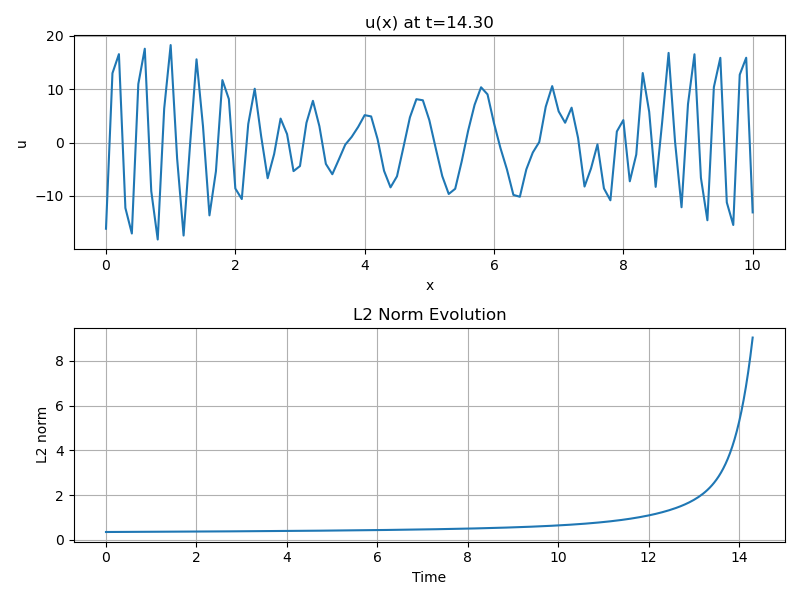 u(x) at t=14.30
20
10
0
−10
u
0 2 4 6 8 10
x
L2 Norm Evolution
8
6
4
2
0
L2 norm
0 2 4 6 8 10 12 14
Time